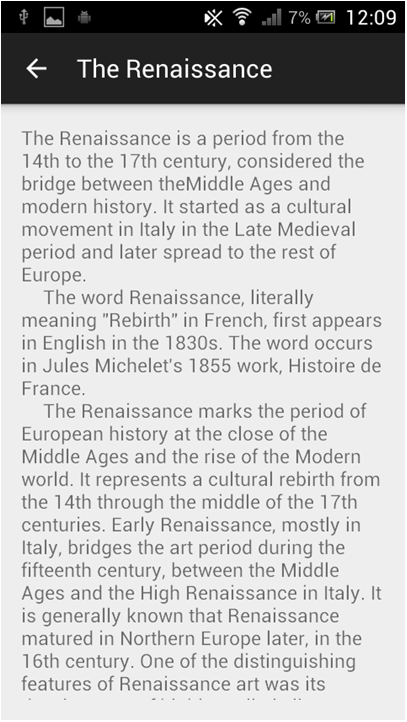 7% 12:09
The Renaissance
The Renaissance is a period from the
14th to the 17th century, considered the
bridge between theMiddle Ages and
modern history. It started as a cultural
movement in Italy in the Late Medieval
period and later spread to the rest of
Europe.
The word Renaissance, literally
meaning "Rebirth" in French, first appears
in English in the 1830s. The word occurs
in Jules Michelet's 1855 work, Histoire de
France.
The Renaissance marks the period of
European history at the close of the
Middle Ages and the rise of the Modern
world. It represents a cultural rebirth from
the 14th through the middle of the 17th
centuries. Early Renaissance, mostly in
Italy, bridges the art period during the
fifteenth century, between the Middle
Ages and the High Renaissance in Italy. It
is generally known that Renaissance
matured in Northern Europe later, in the
16th century. One of the distinguishing
features of Renaissance art was its